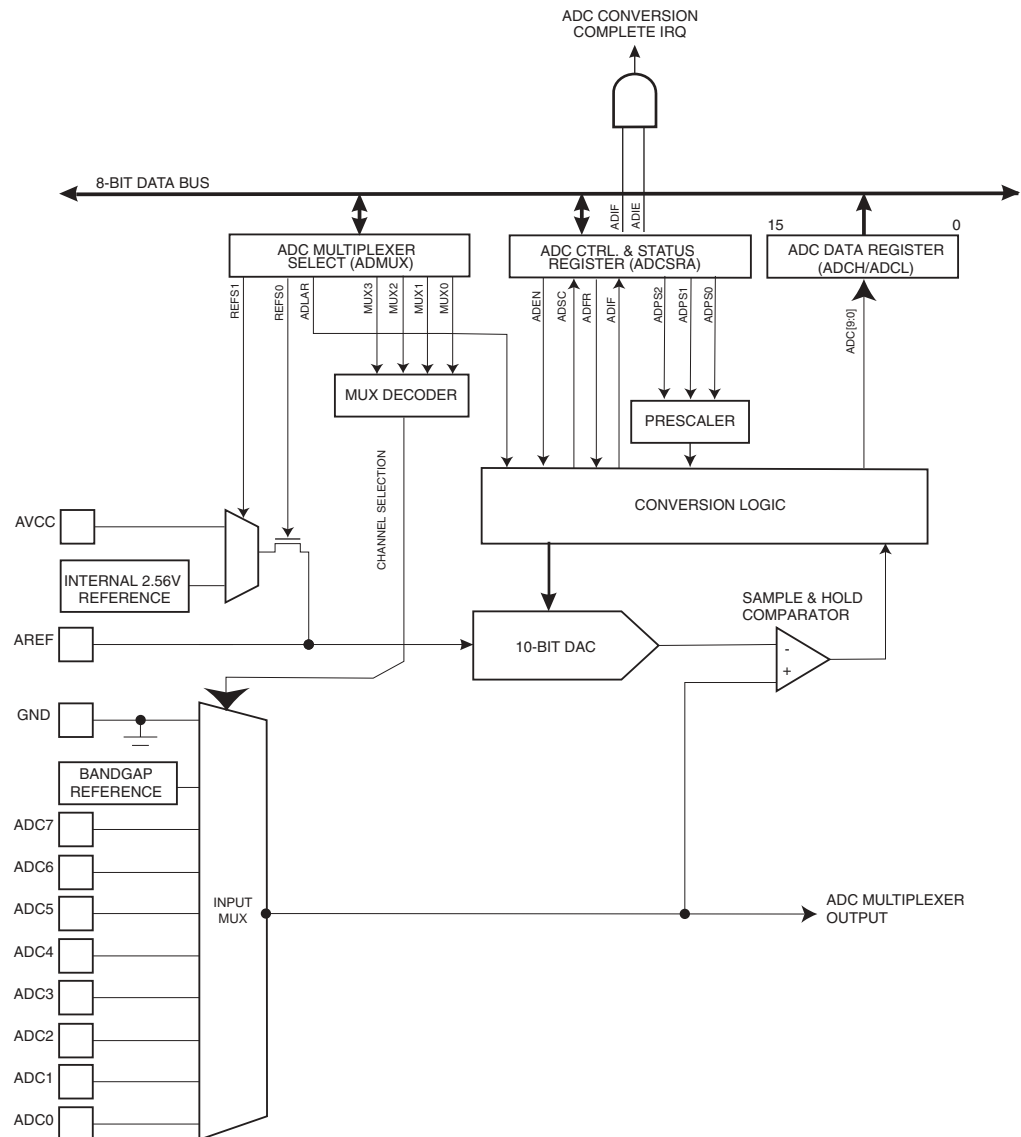 ADC CONVERSION
COMPLETE IRQ
8-BIT DATA BUS
ADIF
ADIE
15
0
ADC MULTIPLEXER
SELECT (ADMUX)
ADC CTRL. & STATUS
REGISTER (ADCSRA)
ADC DATA REGISTER
(ADCH/ADCL)
REFS1
REFS0
ADLAR
MUX3
MUX2
MUX1
MUX0
ADEN
ADSC
ADFR
ADIF
ADPS2
ADPS1
ADPS0
ADC[9:0]
MUX DECODER
PRESCALER
CHANNEL SELECTION
CONVERSION LOGIC
AVCC
INTERNAL 2.56V
REFERENCE
SAMPLE & HOLD
COMPARATOR
AREF
10-BIT DAC
-
+
GND
BANDGAP
REFERENCE
ADC7
ADC6
ADC5
INPUT
MUX
ADC MULTIPLEXER
OUTPUT
ADC4
ADC3
ADC2
ADC1
ADC0